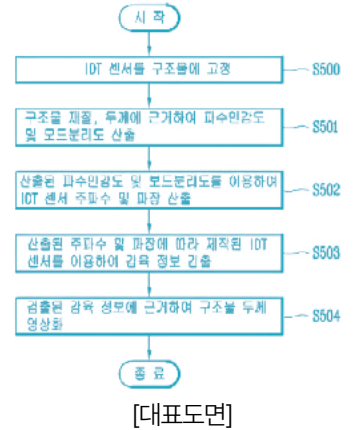 시 작
IDT 센서를 구조물에 고정
S500
구조물 재질, 두께에 근거하여 파수민감도
및 모드분리도 산출
S501
산출된 파수민감도 및 모드분리도를 이용하여
IDT 센서 주파수 및 파장 산출
S502
산출된 주파수 및 파장에 따라 제작된 IDT
센서를 이용하여 감육 정보 검출
S503
검출된 감육 정보에 근거하여 구조물 두께
영상화
S504
종 료
[대표도면]